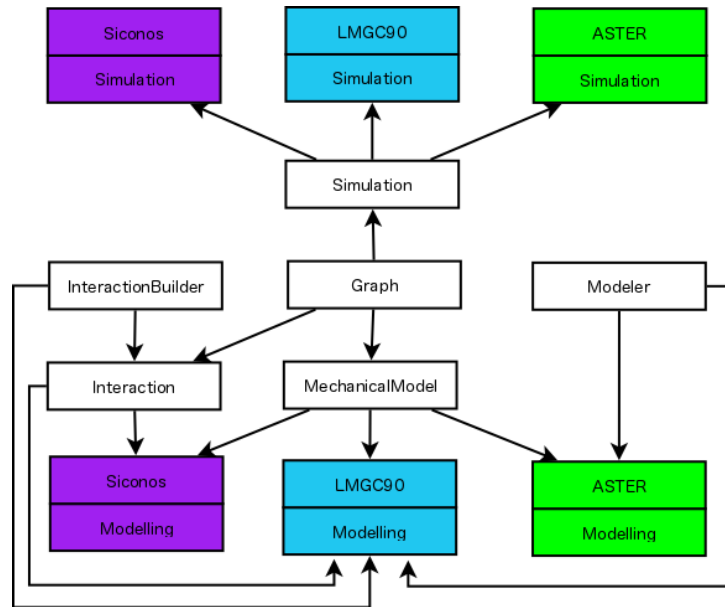 Siconos
Simulation
LMGC90
Simulation
ASTER
Simulation
Simulation
InteractionBuilder
Graph
Modeler
Interaction
MechanicalModel
Siconos
Modelling
LMGC90
Modelling
ASTER
Modelling